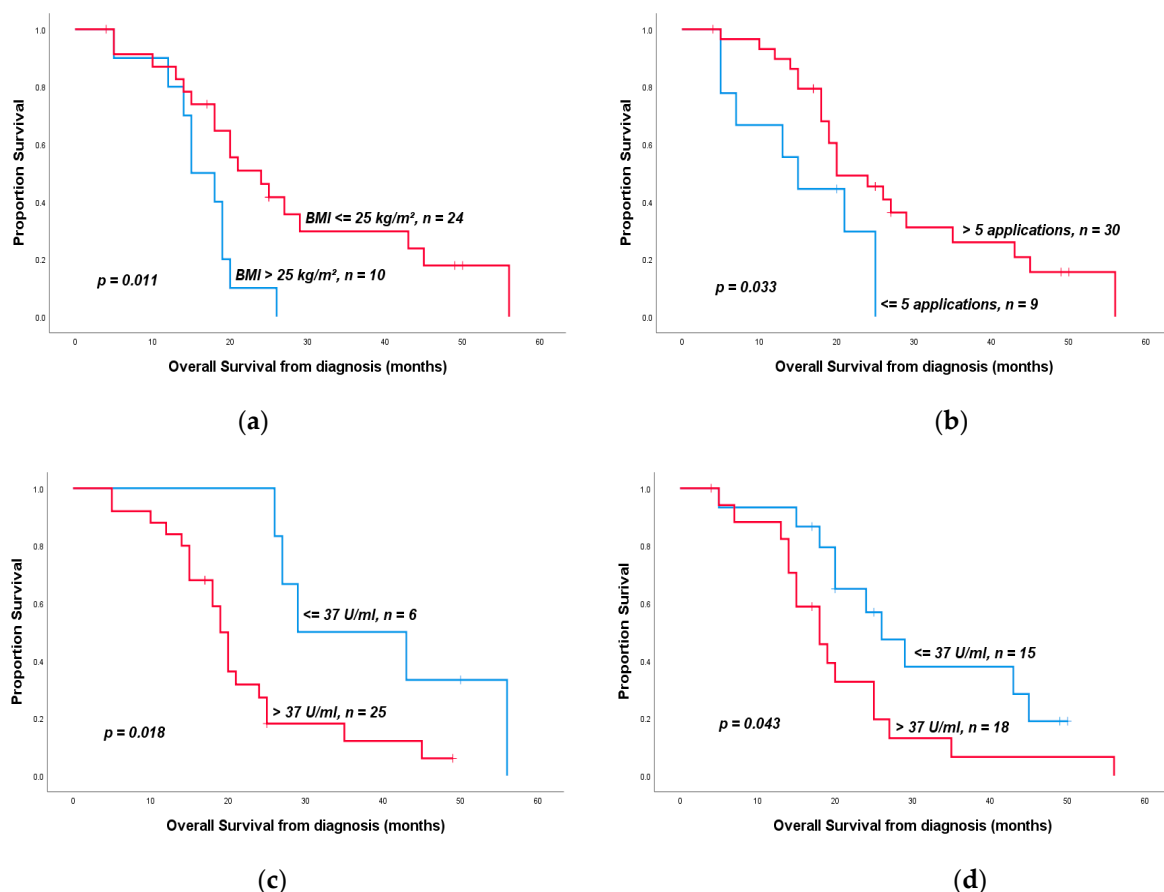 1.0
0.8
0.6
0.4
0.2
0.0
Proportion Survival
BMI <= 25 kg/m², n = 24
BMI > 25 kg/m², n = 10
p = 0.011
0 10 20 30 40 50 60
Overall Survival from diagnosis (months)
(a)
1.0
0.8
0.6
0.4
0.2
0.0
Proportion Survival
> 5 applications, n = 30
<= 5 applications, n = 9
p = 0.033
0 10 20 30 40 50 60
Overall Survival from diagnosis (months)
(b)
1.0
0.8
0.6
0.4
0.2
0.0
Proportion Survival
<= 37 U/ml, n = 6
> 37 U/ml, n = 25
p = 0.018
0 10 20 30 40 50 60
Overall Survival from diagnosis (months)
(c)
1.0
0.8
0.6
0.4
0.2
0.0
Proportion Surival
<= 37 U/ml, n = 15
> 37 U/ml, n = 18
p = 0.043
0 10 20 30 40 50 60
Overall Survival from diagnosis (months)
(d)